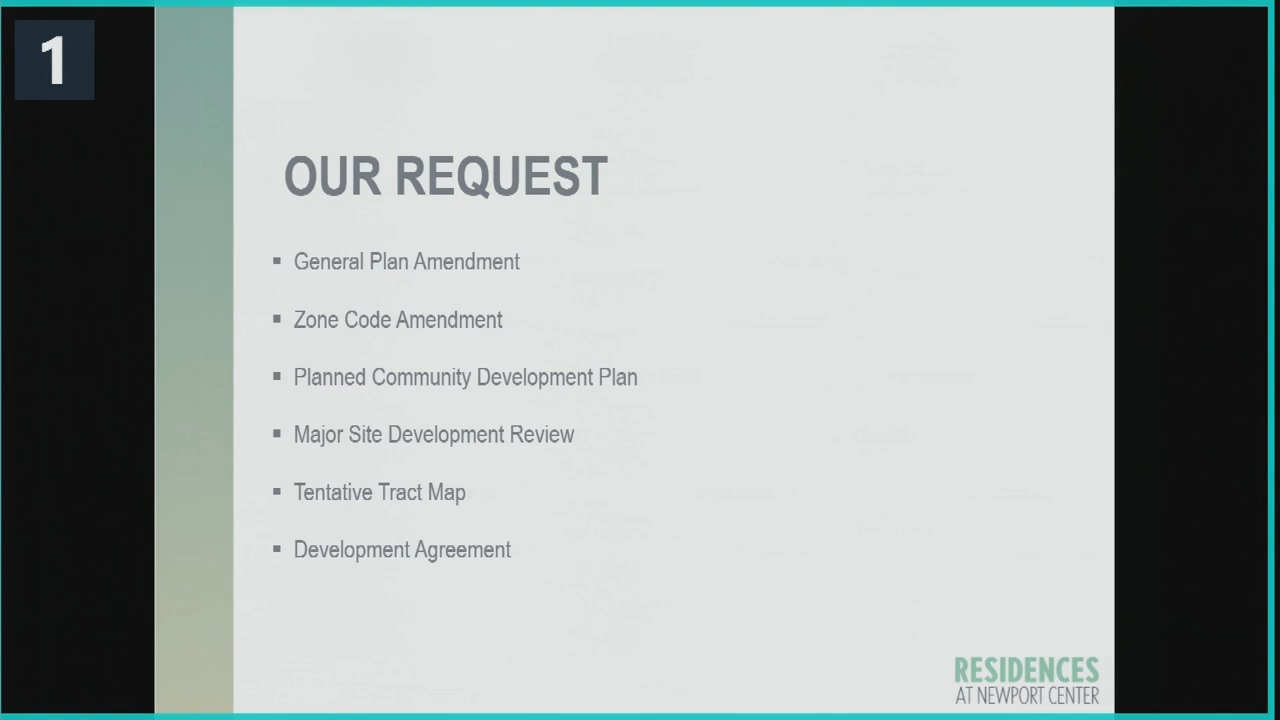 1
OUR REQUEST
▪ General Plan Amendment
▪ Zone Code Amendment
▪ Planned Community Development Plan
▪ Major Site Development Review
▪ Tentative Tract Map
▪ Development Agreement
RESIDENCES
AT NEWPORT CENTER